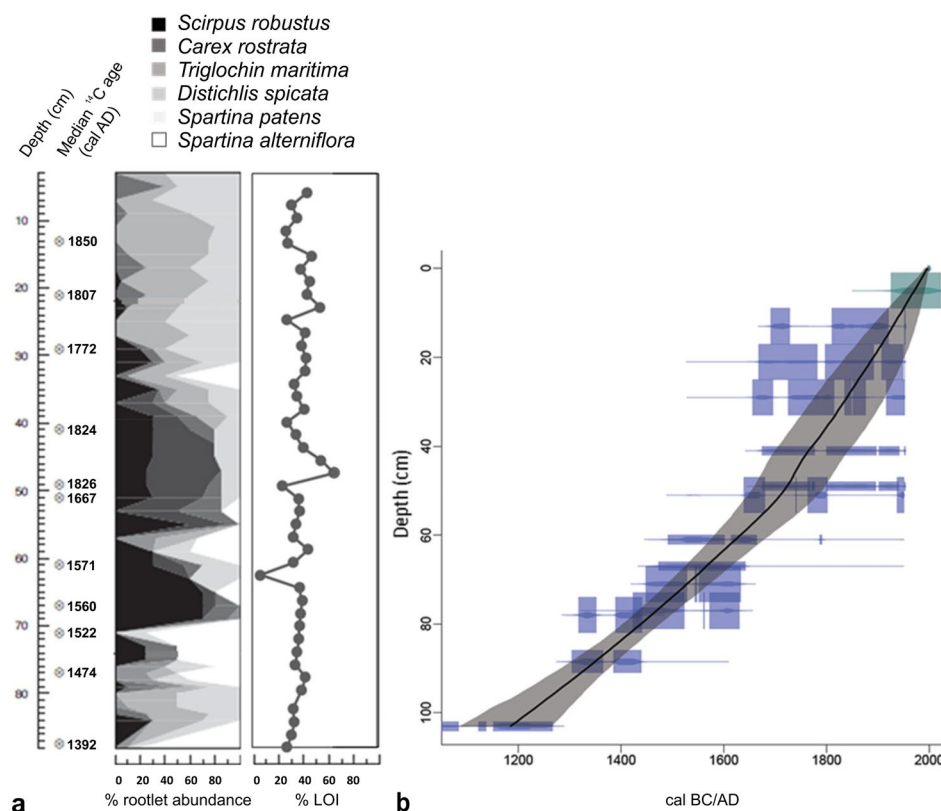 Scirpus robustus
Carex rostrata
Triglochin maritima
Distichlis spicata
Spartina patens
Spartina alterniflora
Depth (cm)
Median ¹⁴C age
(cal AD)
10
20
30
40
50
60
70
80
1850
1807
1772
1824
1826
1667
1571
1560
1522
1474
1392
0 20 40 60 80
% rootlet abundance
0 20 40 60 80
% LOI
a
Depth (cm)
0
20
40
60
80
100
1200 1400 1600 1800 2000
cal BC/AD
b